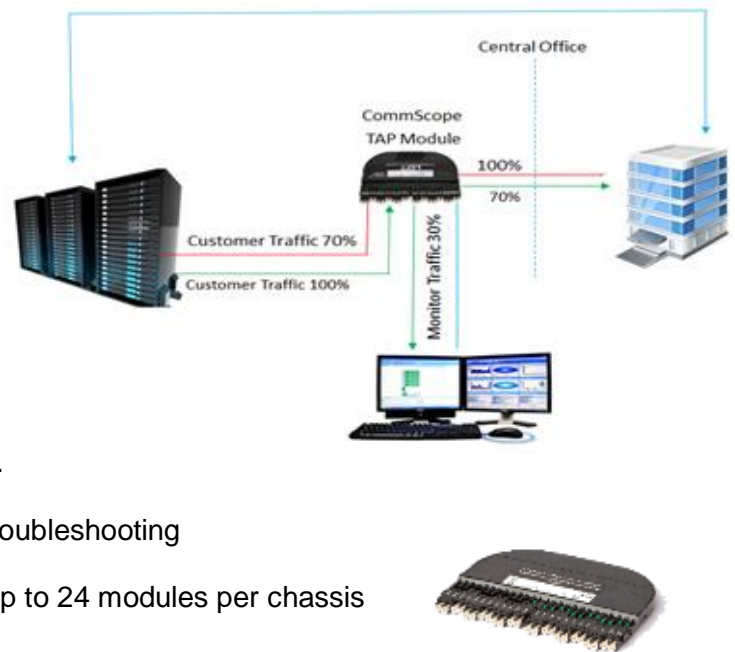 Central Office
CommScope
TAP Module
100%
70%
Customer Traffic 70%
Customer Traffic 100%
Monitor Traffic 30%
.
oubleshooting
p to 24 modules per chassis